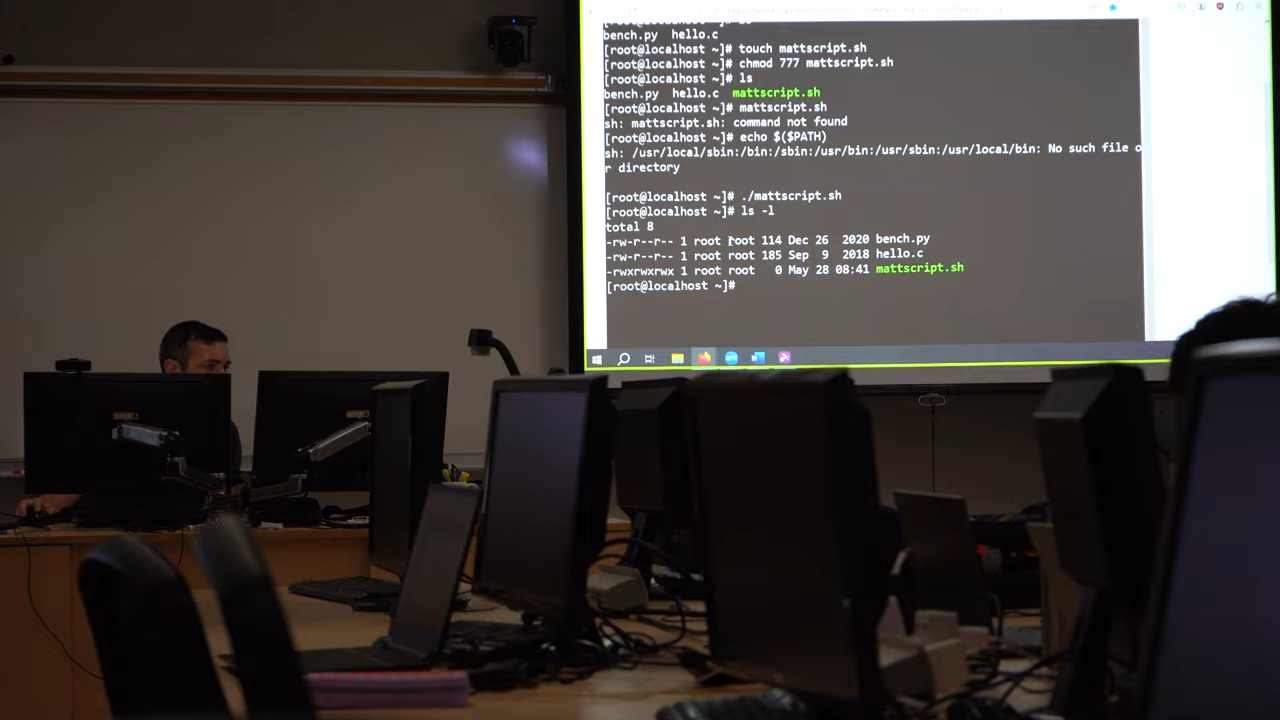 bench.py  hello.c
[root@localhost ~]# touch mattscript.sh
[root@localhost ~]# chmod 777 mattscript.sh
[root@localhost ~]# ls
bench.py  hello.c  mattscript.sh
[root@localhost ~]# mattscript.sh
sh: mattscript.sh: command not found
[root@localhost ~]# echo $($PATH)
sh: /usr/local/sbin:/bin:/sbin:/usr/bin:/usr/sbin:/usr/local/bin: No such file o
r directory
[root@localhost ~]# ./mattscript.sh
[root@localhost ~]# ls -l
total 8
-rw-r--r-- 1 root root 114 Dec 26  2020 bench.py
-rw-r--r-- 1 root root 185 Sep  9  2018 hello.c
-rwxrwxrwx 1 root root   0 May 28 08:41 mattscript.sh
[root@localhost ~]#